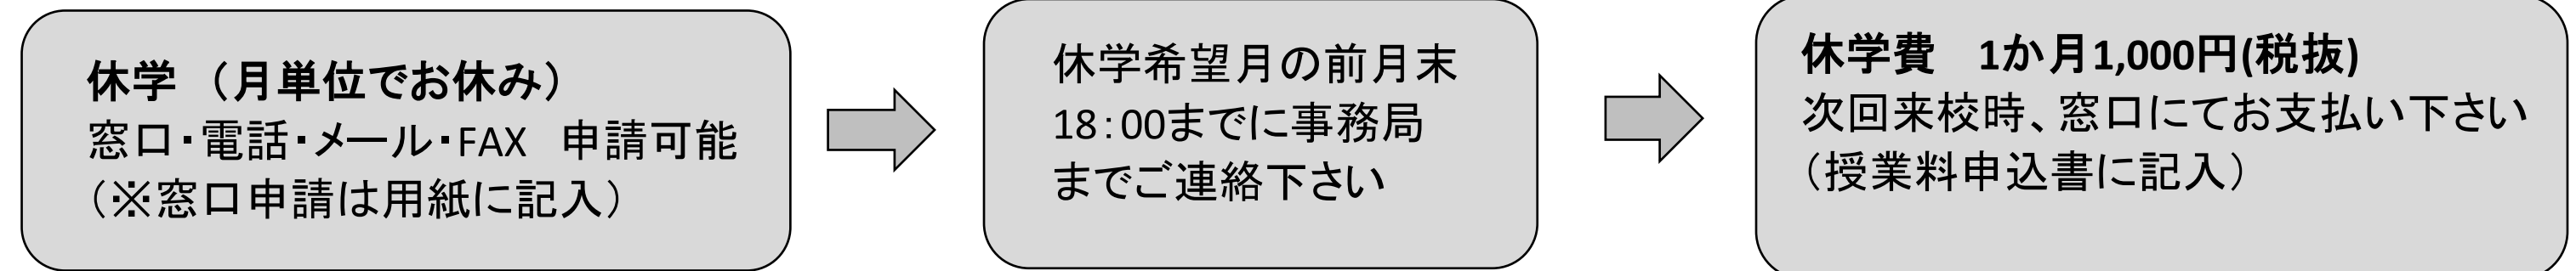 休学 （月単位でお休み）
窓口・電話・メール・FAX　申請可能
（※窓口申請は用紙に記入）
休学希望月の前月末
18：00までに事務局
までご連絡下さい
休学費　1か月1,000円(税抜)
次回来校時、窓口にてお支払い下さい
（授業料申込書に記入）